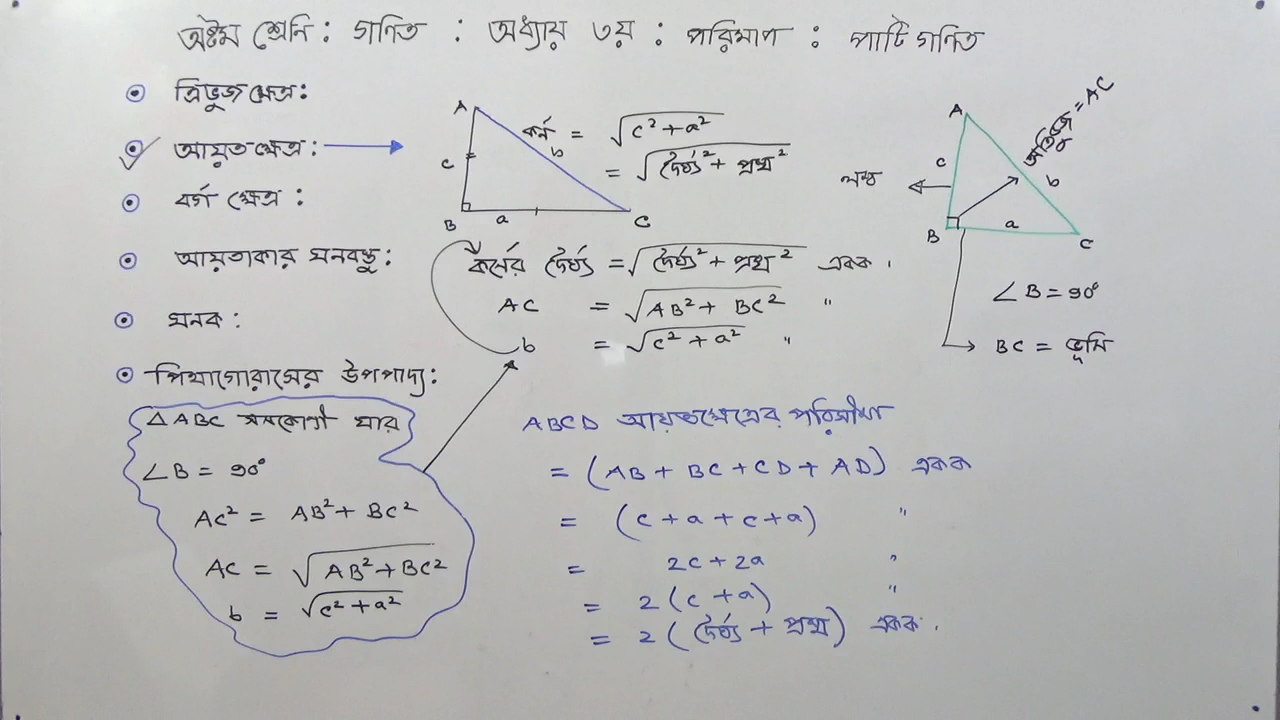 অষ্টম শ্রেনি : গনিত : অধ্যায় ৩য় : পরিমাপ : পাটি গনিত
ত্রিভুজ ক্ষেত্র:
আয়ত ক্ষেত্র:
বর্গ ক্ষেত্র :
আয়তাকার ঘনবস্তু:
ঘনক :
পিথাগোরাসের উপপাদ্য:
△ABC সমকোণী যার
∠B = 90°
AC² = AB² + BC²
AC = √AB² + BC²
b = √c² + a²
A
c
B
a
b
C
কর্ন = √c² + a²
= √দৈর্ঘ্য² + প্রস্থ²
কর্নের দৈর্ঘ্য = √দৈর্ঘ্য² + প্রস্থ² একক ।
AC = √AB² + BC² "
b = √c² + a² "
ABCD আয়তক্ষেত্রের পরিসীমা
= (AB + BC + CD + AD) একক
= (c + a + c + a) "
= 2c + 2a "
= 2(c + a) "
= 2(দৈর্ঘ্য + প্রস্থ) একক .
A
অতিভুজ = AC
লম্ব
c
b
B
a
C
∠B = 90°
BC = ভূমি